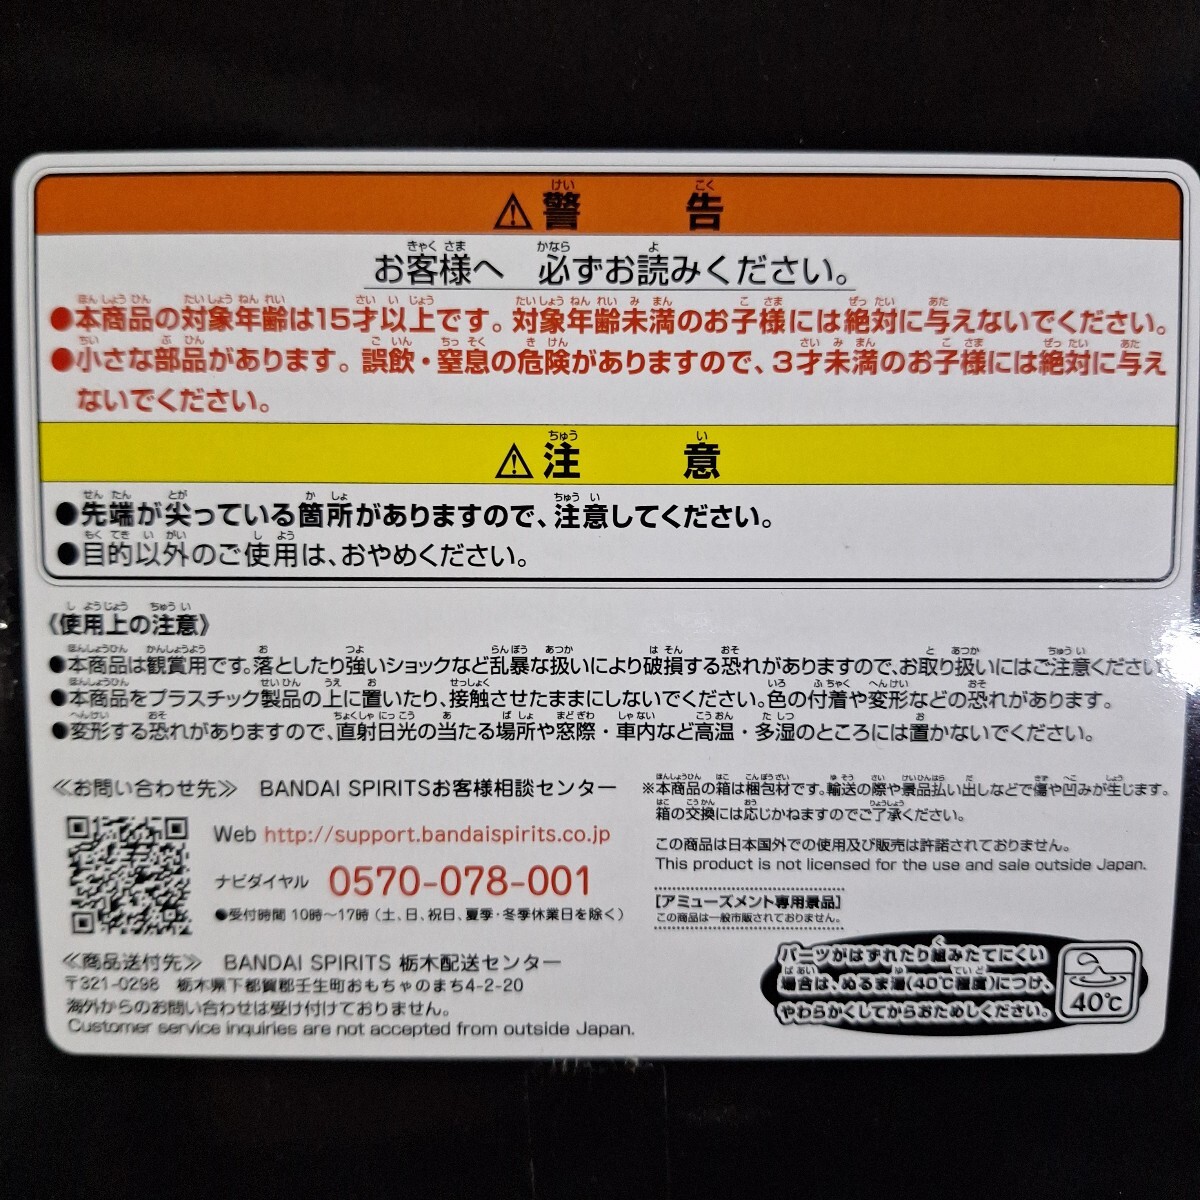 ⚠警告
お客様へ 必ずお読みください。
●本商品の対象年齢は15才以上です。対象年齢未満のお子様には絶対に与えないでください。
●小さな部品があります。誤飲・窒息の危険がありますので、3才未満のお子様には絶対に与え
ないでください。
⚠注意
●先端が尖っている箇所がありますので、注意してください。
●目的以外のご使用は、おやめください。
《使用上の注意》
●本商品は観賞用です。落としたり強いショックなど乱暴な扱いにより破損する恐れがありますので、お取り扱いにはご注意ください
●本商品をプラスチック製品の上に置いたり、接触させたままにしないでください。色の付着や変形などの恐れがあります。
●変形する恐れがありますので、直射日光の当たる場所や窓際・車内など高温・多湿のところには置かないでください。
≪お問い合わせ先≫ BANDAI SPIRITSお客様相談センター
Web http://support.bandaispirits.co.jp
ナビダイヤル 0570-078-001
●受付時間 10時〜17時(土、日、祝日、夏季・冬季休業日を除く)
≪商品送付先≫ BANDAI SPIRITS 栃木配送センター
〒321-0298 栃木県下都賀郡壬生町おもちゃのまち4-2-20
海外からのお問い合わせは受け付けておりません。
Customer service inquiries are not accepted from outside Japan.
※本商品の箱は梱包材です。輸送の際や景品払い出しなどで傷や凹みが生じます。
箱の交換には応じかねますのでご了承ください。
この商品は日本国外での使用及び販売は許諾されておりません。
This product is not licensed for the use and sale outside Japan.
[アミューズメント専用景品]
この商品は一般市販されておりません。
パーツがはずれたり組みたてにくい
場合は、ぬるま湯(40℃程度)につけ、
やわらかくしてからおためしください。
40℃